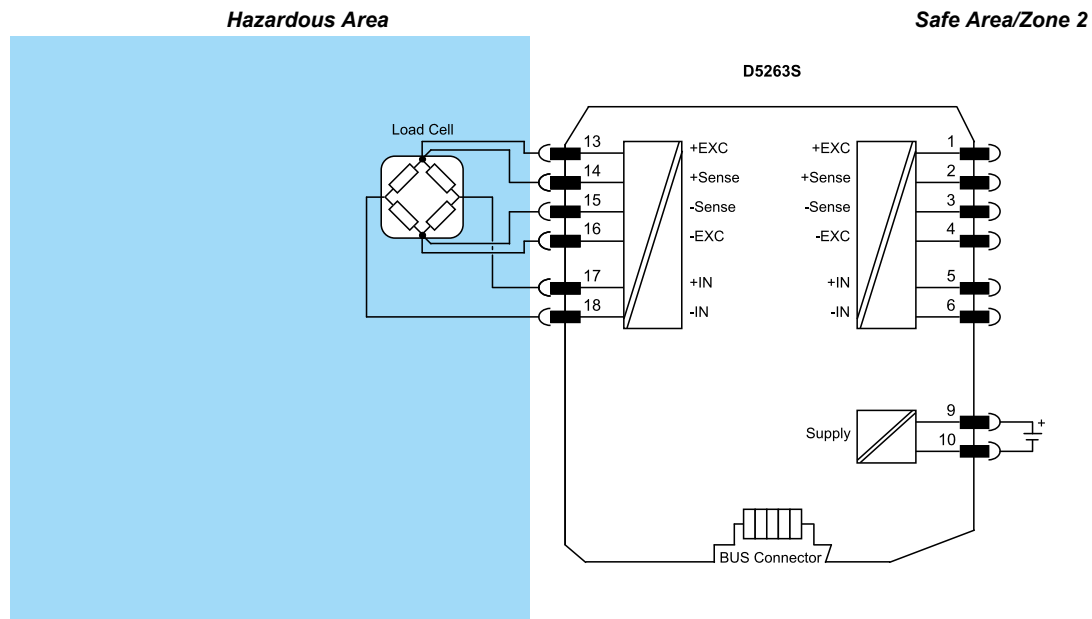 Hazardous Area
Safe Area/Zone 2
D5263S
Load Cell
13 +EXC +EXC 1
14 +Sense +Sense 2
15 -Sense -Sense 3
16 -EXC -EXC 4
17 +IN +IN 5
18 -IN -IN 6
Supply 9 +
10
BUS Connector